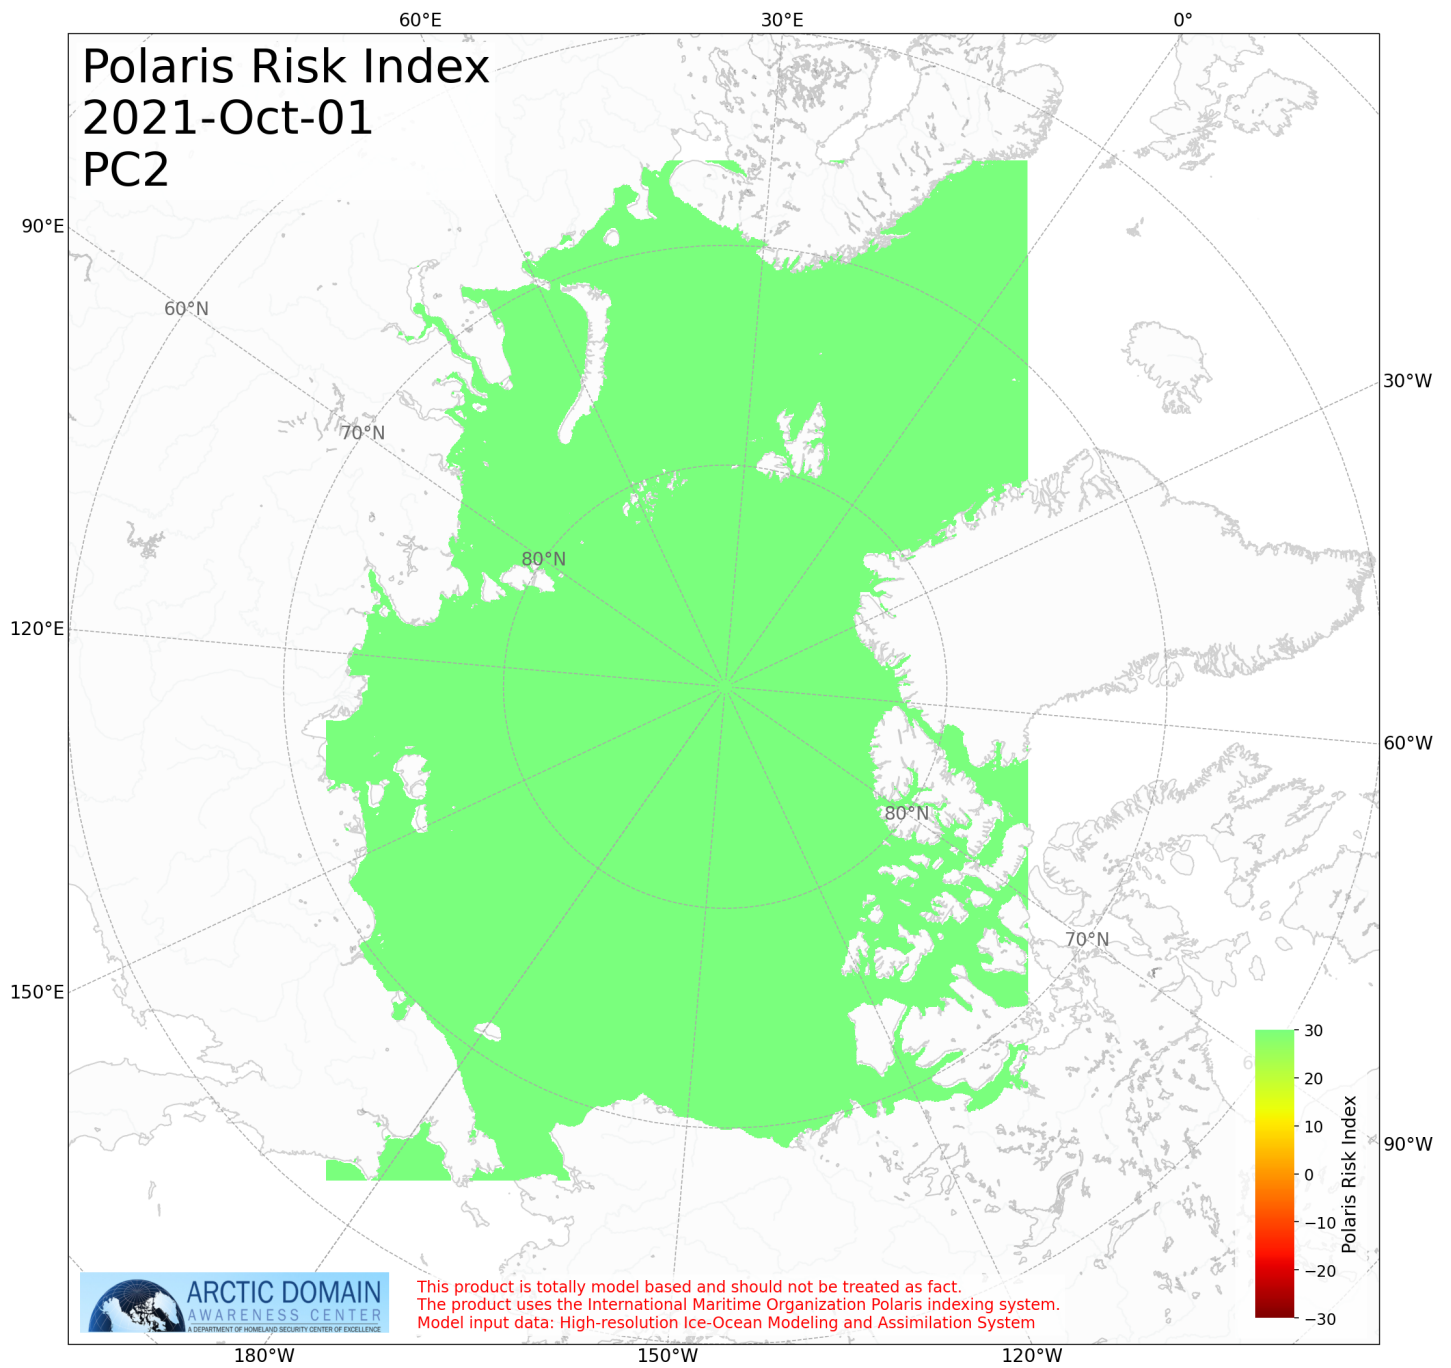 60°E 30°E 0°
Polaris Risk Index
2021-Oct-01
PC2
90°E
60°N
30°W
70°N
80°N
120°E
60°W
80°N
70°N
150°E
30
20
10
0
−10
−20
−30
Polaris Risk Index
90°W
ARCTIC DOMAIN
AWARENESS CENTER
A DEPARTMENT OF HOMELAND SECURITY CENTER OF EXCELLENCE
This product is totally model based and should not be treated as fact.
The product uses the International Maritime Organization Polaris indexing system.
Model input data: High-resolution Ice-Ocean Modeling and Assimilation System
180°W 150°W 120°W